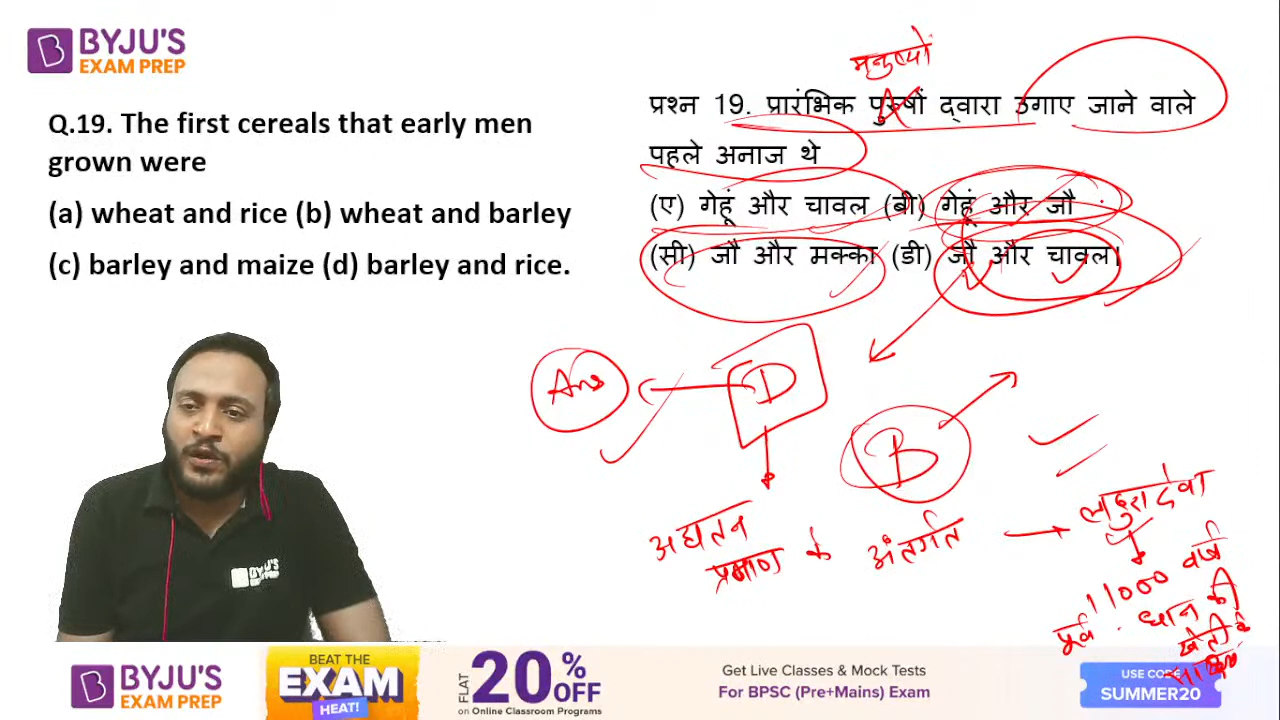 BYJU'S
EXAM PREP
Q.19. The first cereals that early men
grown were
(a) wheat and rice (b) wheat and barley
(c) barley and maize (d) barley and rice.
मनुष्यों
प्रश्न 19. प्रारंभिक पुरुषों द्वारा उगाए जाने वाले
पहले अनाज थे
(ए) गेहूं और चावल (बी) गेहूं और जौ
(सी) जौ और मक्का (डी) जौ और चावल।
Ans
D
B
अद्यतन
प्रमाण के अंतर्गत
लाहुरादेवा
11000 वर्ष
पूर्व धान की
खेती के
BYJU'S
BYJU'S
EXAM PREP
BEAT THE
EXAM
HEAT!
FLAT 20% OFF
on Online Classroom Programs
Get Live Classes & Mock Tests
For BPSC (Pre+Mains) Exam
USE CODE
SUMMER20